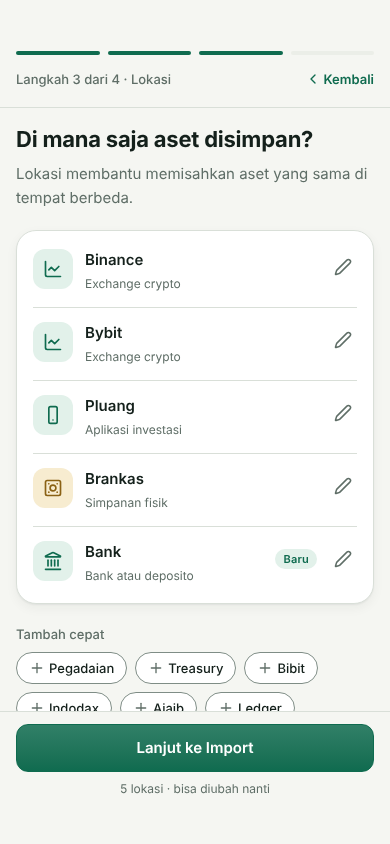 Langkah 3 dari 4 · Lokasi
Kembali
Di mana saja aset disimpan?
Lokasi membantu memisahkan aset yang sama di
tempat berbeda.
Binance
Exchange crypto
Bybit
Exchange crypto
Pluang
Aplikasi investasi
Brankas
Simpanan fisik
Bank
Bank atau deposito
Baru
Tambah cepat
+ Pegadaian
+ Treasury
+ Bibit
+ Indodax
+ Ajaib
+ Ledger
Lanjut ke Import
5 lokasi · bisa diubah nanti